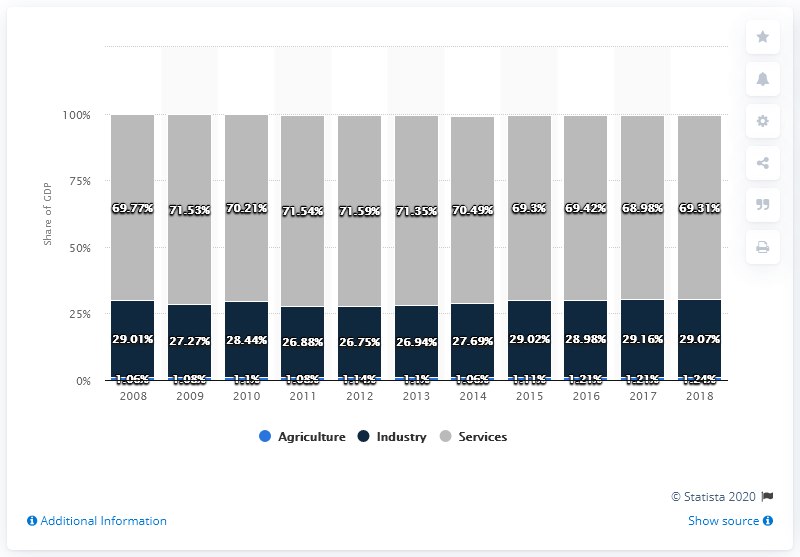 100%
75%
50%
25%
0%
Share of GDP
69.77% 71.53% 70.21% 71.54% 71.59% 71.35% 70.49% 69.3% 69.42% 68.98% 69.31%
29.01% 27.27% 28.44% 26.88% 26.75% 26.94% 27.69% 29.02% 28.98% 29.16% 29.07%
1.06% 1.08% 1.1% 1.08% 1.14% 1.1% 1.06% 1.11% 1.21% 1.21% 1.24%
2008 2009 2010 2011 2012 2013 2014 2015 2016 2017 2018
Agriculture Industry Services
© Statista 2020
Additional Information
Show source